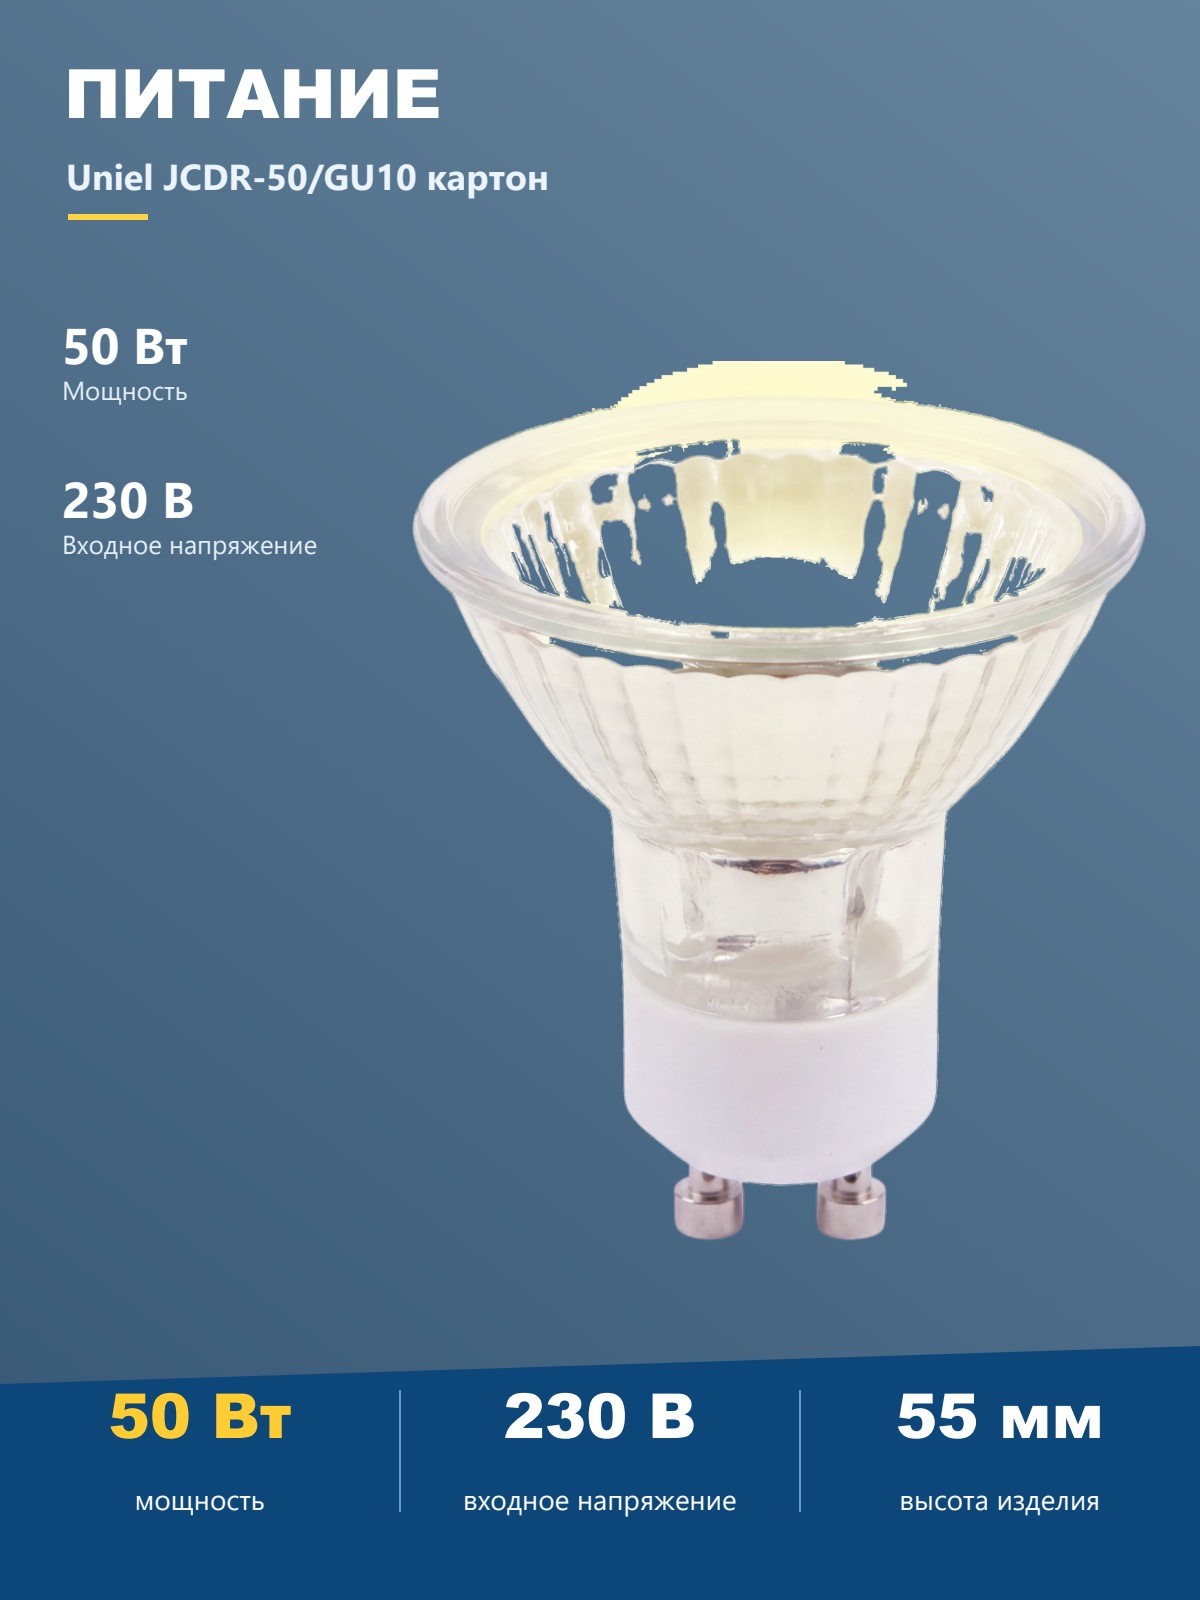 ПИТАНИЕ
Uniel JCDR-50/GU10 картон
50 Вт
Мощность
230 В
Входное напряжение
50 Вт
мощность
230 В
входное напряжение
55 мм
высота изделия